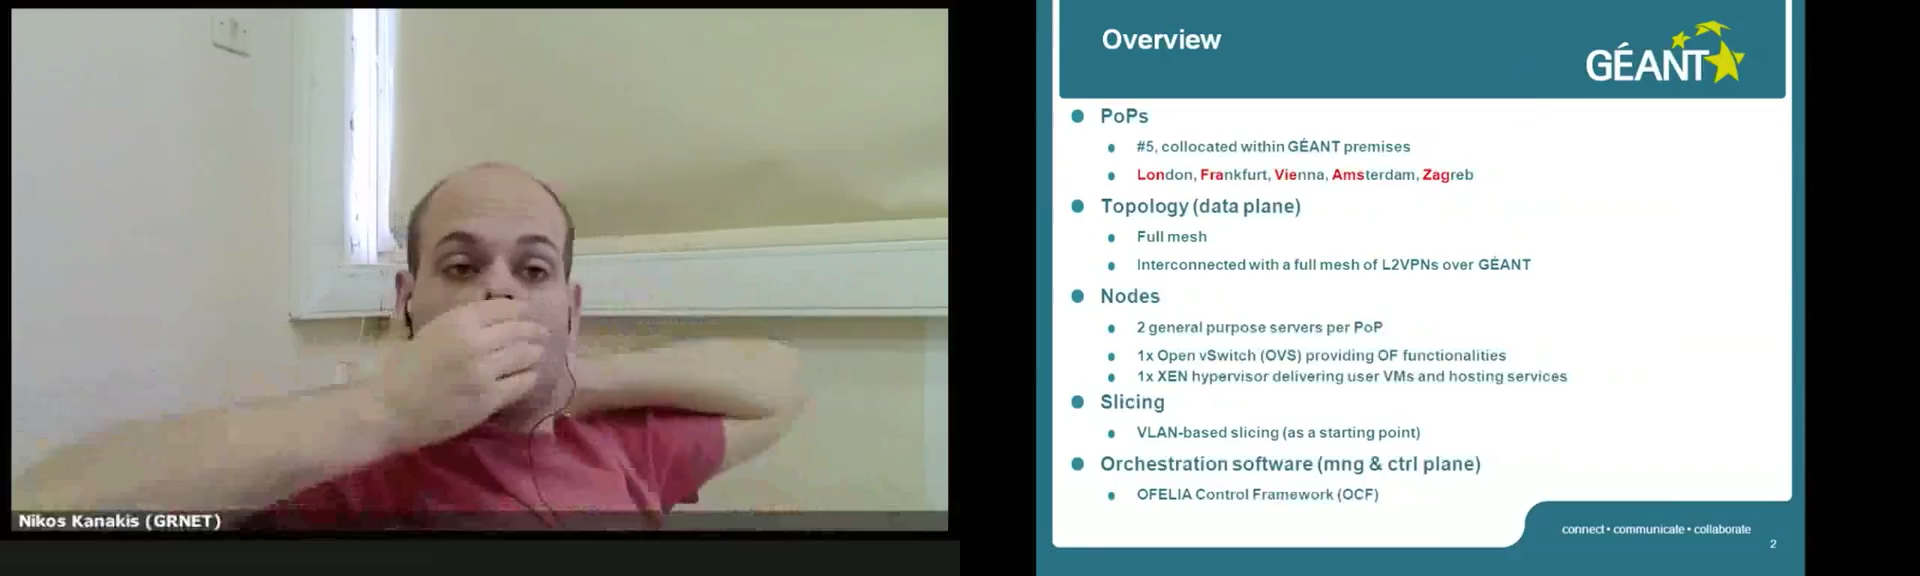 Nikos Kanakis (GRNET)
Overview
GÉANT
PoPs
#5, collocated within GÉANT premises
London, Frankfurt, Vienna, Amsterdam, Zagreb
Topology (data plane)
Full mesh
Interconnected with a full mesh of L2VPNs over GÉANT
Nodes
2 general purpose servers per PoP
1x Open vSwitch (OVS) providing OF functionalities
1x XEN hypervisor delivering user VMs and hosting services
Slicing
VLAN-based slicing (as a starting point)
Orchestration software (mng & ctrl plane)
OFELIA Control Framework (OCF)
connect • communicate • collaborate
2